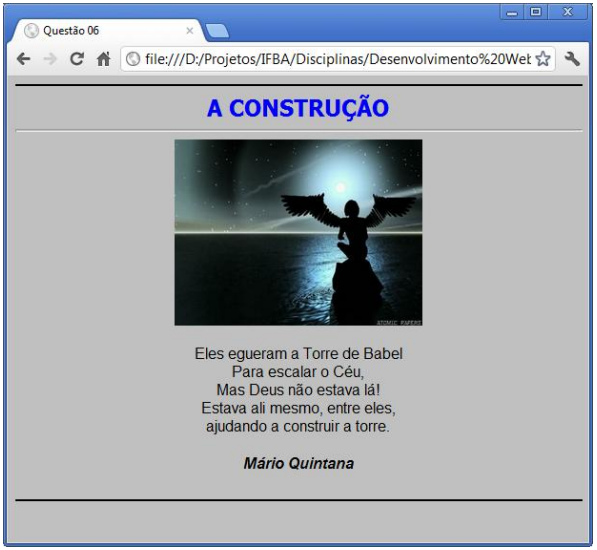 Questão 06
file:///D:/Projetos/IFBA/Disciplinas/Desenvolvimento%20Web
A CONSTRUÇÃO
ATOMIC PAPERS
Eles egueram a Torre de Babel
Para escalar o Céu,
Mas Deus não estava lá!
Estava ali mesmo, entre eles,
ajudando a construir a torre.
Mário Quintana